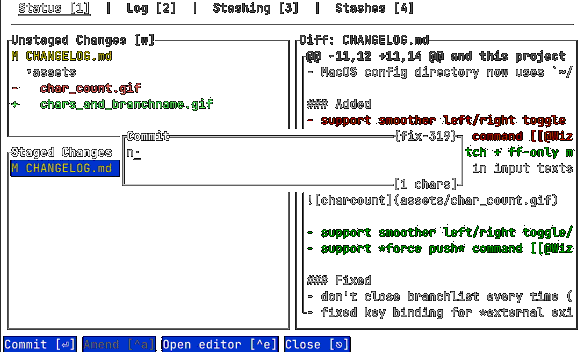 Status [1] | Log [2] | Stashing [3] | Stashes [4]
Unstaged Changes [w]
M CHANGELOG.md
▾assets
- char_count.gif
+ chars_and_branchname.gif
Staged Changes
M CHANGELOG.md
Commit [fix-319]
n
[1 chars]
Diff: CHANGELOG.md
@@ -11,12 +11,14 @@ and this project
- MacOS config directory now uses `~/
### Added
- support smoother left/right toggle
command [[@Wiz
tch + ff-only m
in input texts
![charcount](assets/char_count.gif)
- support smoother left/right toggle/
- support *force push* command [[@Wiz
### Fixed
- don't close branchlist every time (
- fixed key binding for *external exi
Commit [⏎] Amend [^a] Open editor [^e] Close [⎋]